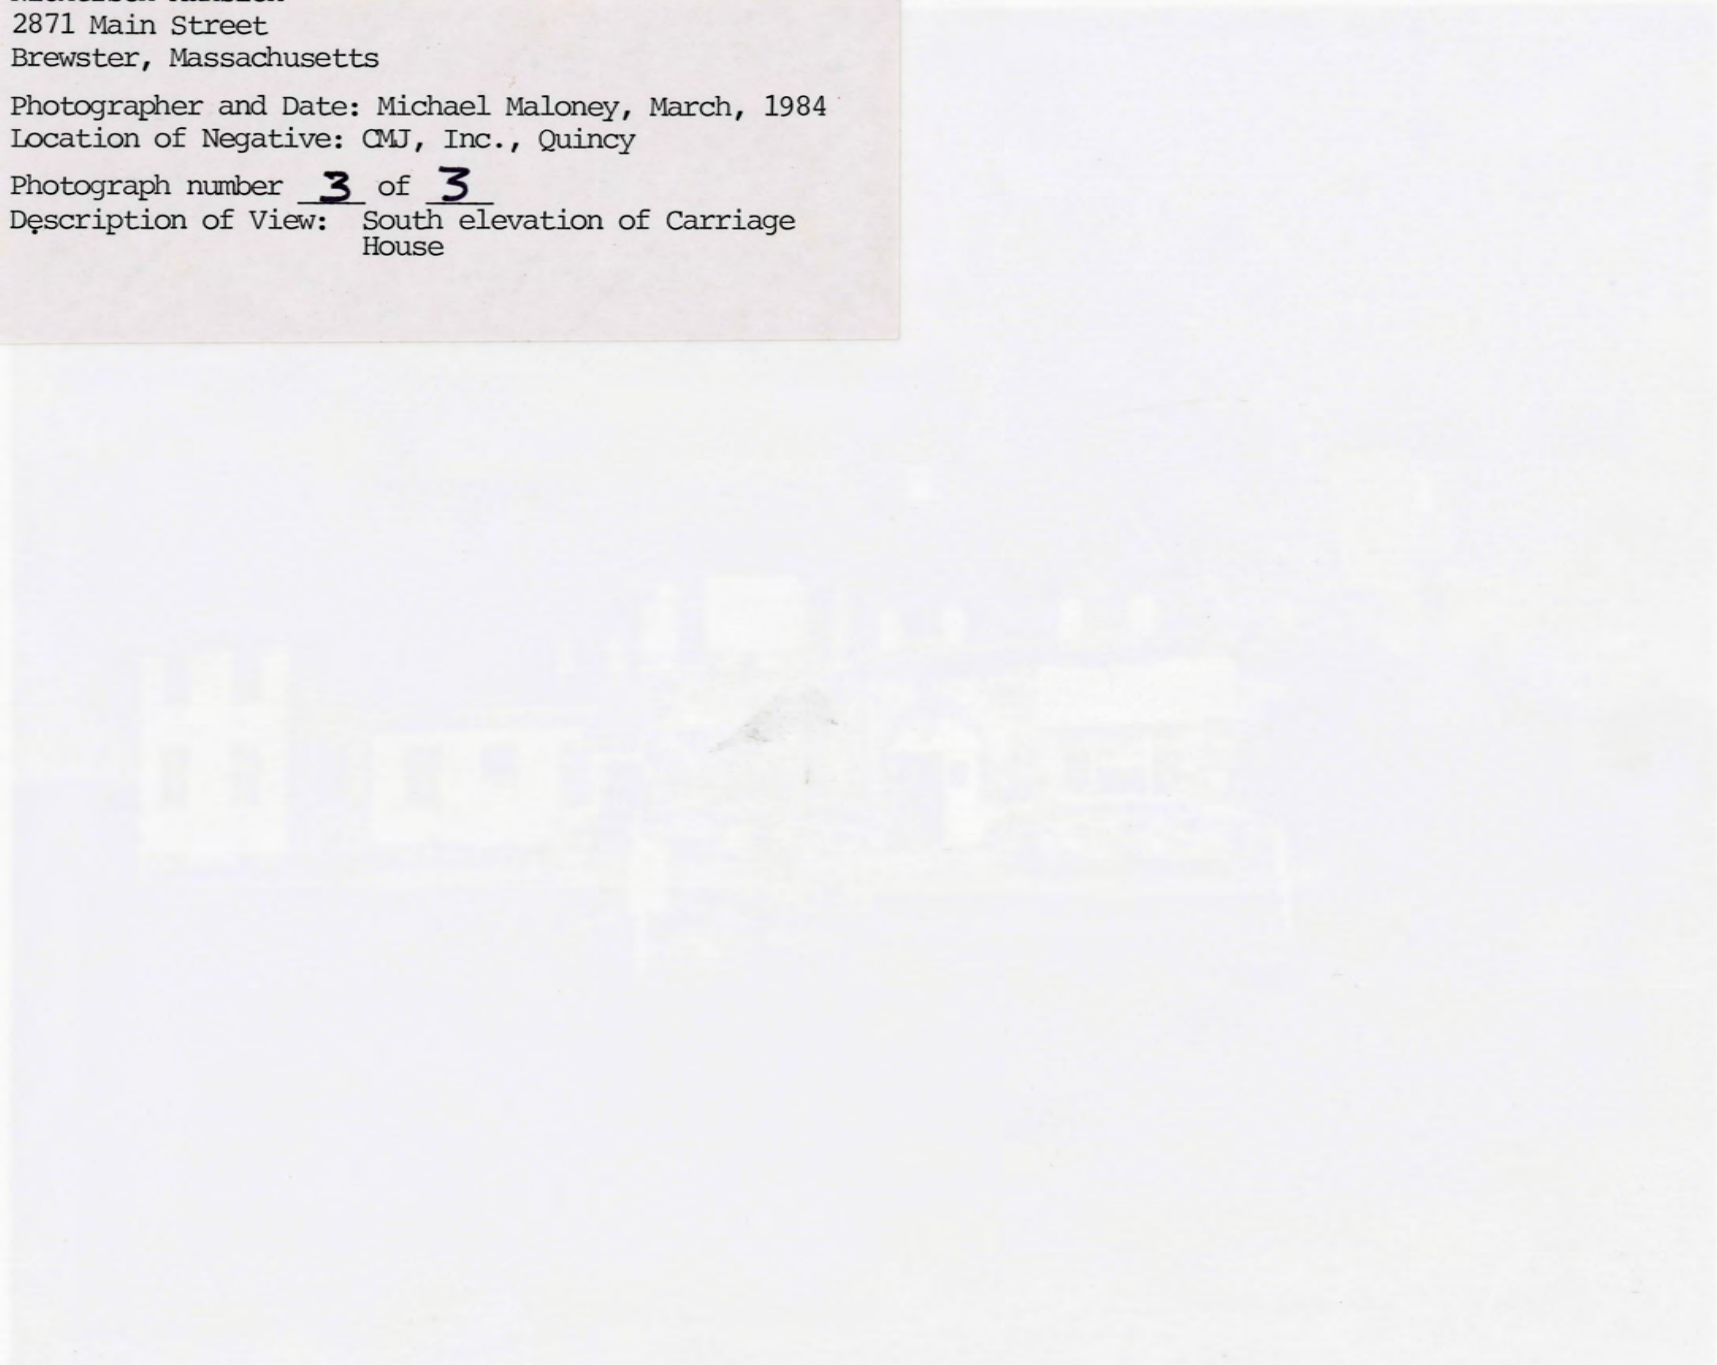 2871 Main Street
Brewster, Massachusetts
Photographer and Date: Michael Maloney, March, 1984
Location of Negative: CMJ, Inc., Quincy
Photograph number 3 of 3
Description of View: South elevation of Carriage
House